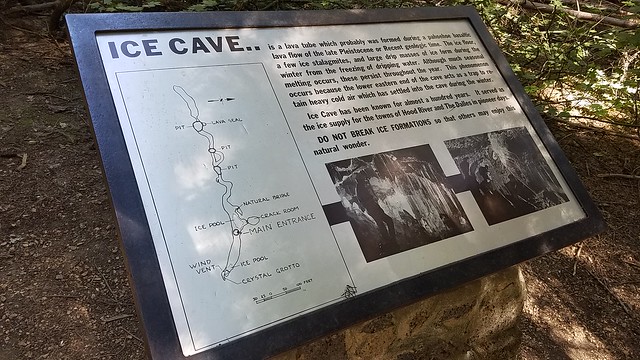 ICE CAVE.. is a lava tube which probably was formed during a pahoehoe basaltic
lava flow of the late Pleistocene or Recent geologic time. The ice floor,
a few ice stalagmites, and large drip masses of ice form during the
winter from the freezing of dripping water. Although much seasonal
melting occurs, these persist throughout the year. This phenomenon
occurs because the lower eastern end of the cave acts as a trap to re-
tain heavy cold air which has settled into the cave during the winter.
Ice Cave has been known for almost a hundred years. It served as
the ice supply for the towns of Hood River and The Dalles in pioneer days.
DO NOT BREAK ICE FORMATIONS so that others may enjoy this
natural wonder.
PIT
LAVA SEAL
PIT
PIT
NATURAL BRIDGE
ICE POOL
CRACK ROOM
MAIN ENTRANCE
WIND
VENT
ICE POOL
CRYSTAL GROTTO
FEET